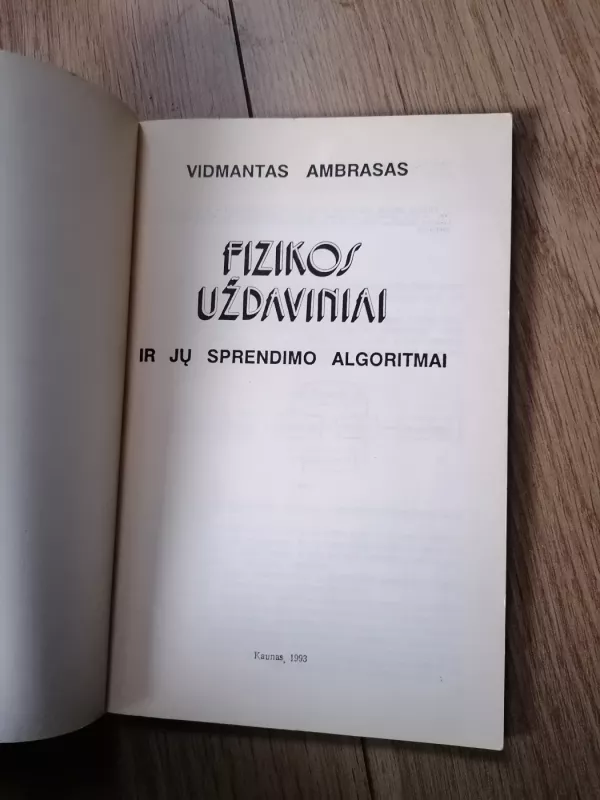 VIDMANTAS AMBRASAS
FIZIKOS
UŽDAVINIAI
IR JŲ SPRENDIMO ALGORITMAI
Kaunas, 1993